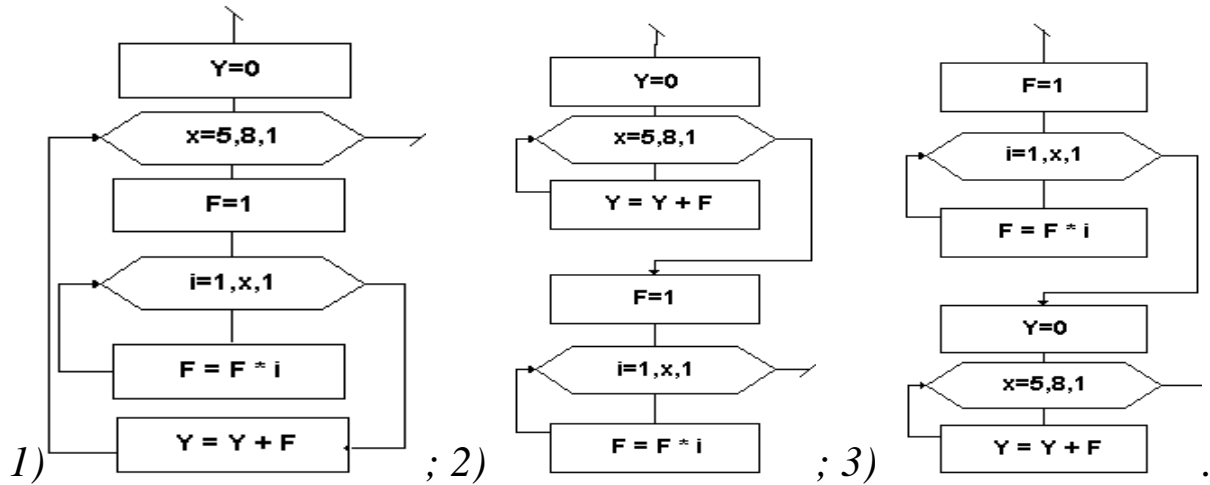 1)
Y=0
x=5,8,1
F=1
i=1,x,1
F = F * i
Y = Y + F
; 2)
Y=0
x=5,8,1
Y = Y + F
F=1
i=1,x,1
F = F * i
; 3)
F=1
i=1,x,1
F = F * i
Y=0
x=5,8,1
Y = Y + F
.